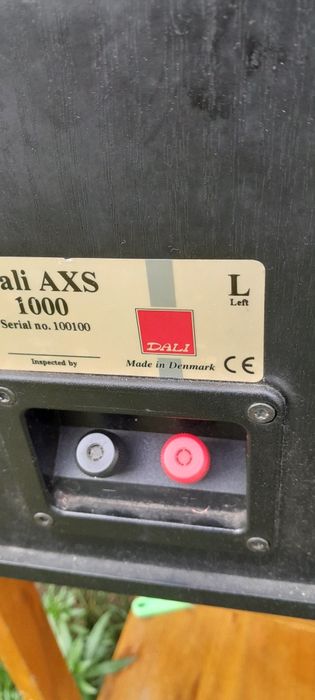 ali AXS
1000
Serial no. 100100
Inspected by
DALI
Made in Denmark
CE
L
Left